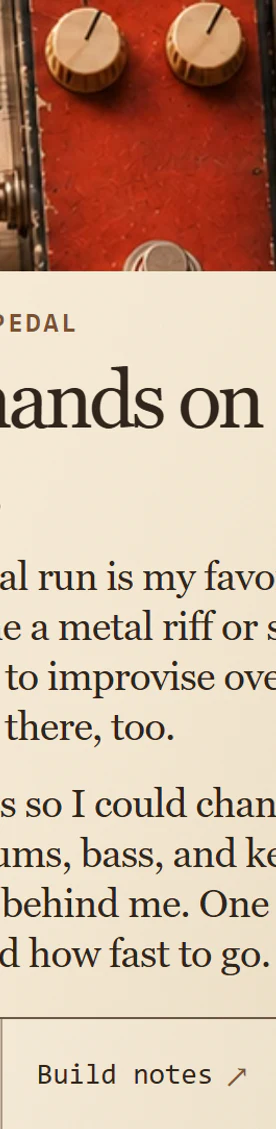 PEDAL
hands on
al run is my favo
e a metal riff or s
to improvise ove
there, too.
s so I could chan
ums, bass, and ke
behind me. One
d how fast to go.
Build notes ↗